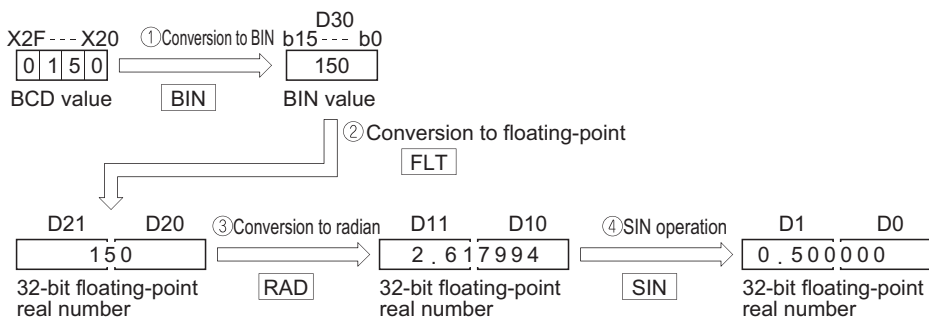 D30
X2F --- X20 ①Conversion to BIN b15 --- b0
0 1 5 0 150
BCD value BIN BIN value
②Conversion to floating-point
FLT
D21 D20 ③Conversion to radian D11 D10 ④SIN operation D1 D0
150 2.617994 0.500000
32-bit floating-point RAD 32-bit floating-point SIN 32-bit floating-point
real number real number real number